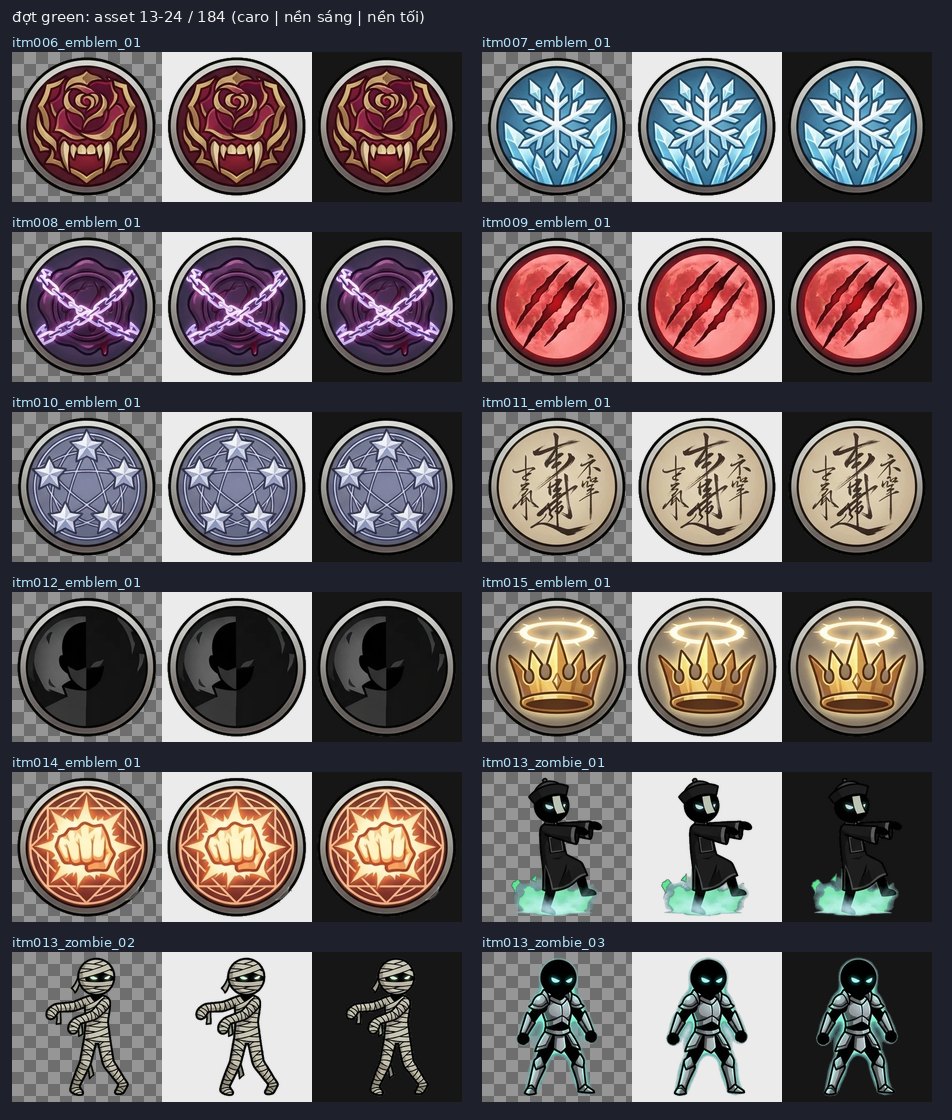 đợt green: asset 13-24 / 184 (caro | nền sáng | nền tối)
itm006_emblem_01
itm007_emblem_01
itm008_emblem_01
itm009_emblem_01
itm010_emblem_01
itm011_emblem_01
itm012_emblem_01
itm015_emblem_01
itm014_emblem_01
itm013_zombie_01
itm013_zombie_02
itm013_zombie_03